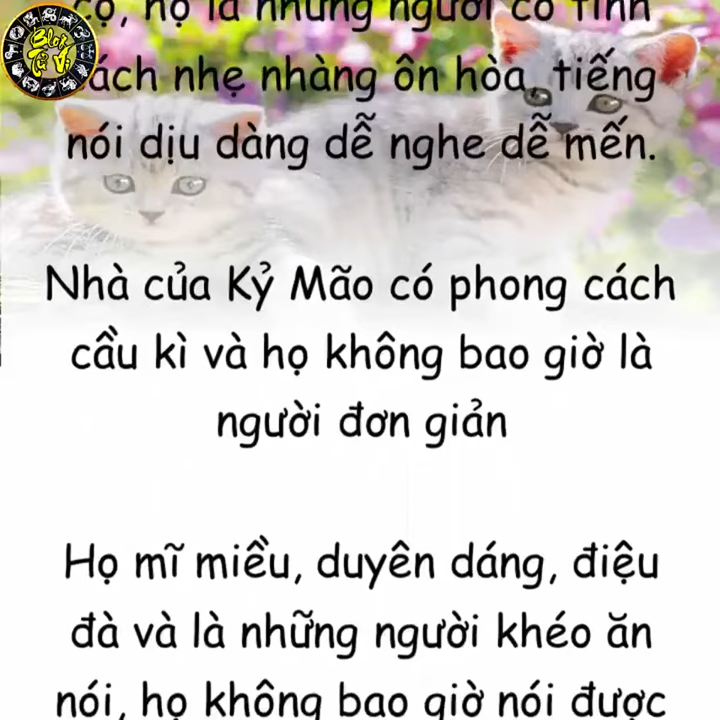 cọ, họ là những người có tính
cách nhẹ nhàng ôn hòa, tiếng
nói dịu dàng dễ nghe dễ mến.
Nhà của Kỷ Mão có phong cách
cầu kì và họ không bao giờ là
người đơn giản
Họ mĩ miều, duyên dáng, điệu
đà và là những người khéo ăn
nói, họ không bao giờ nói được
Blog
Tử Vi